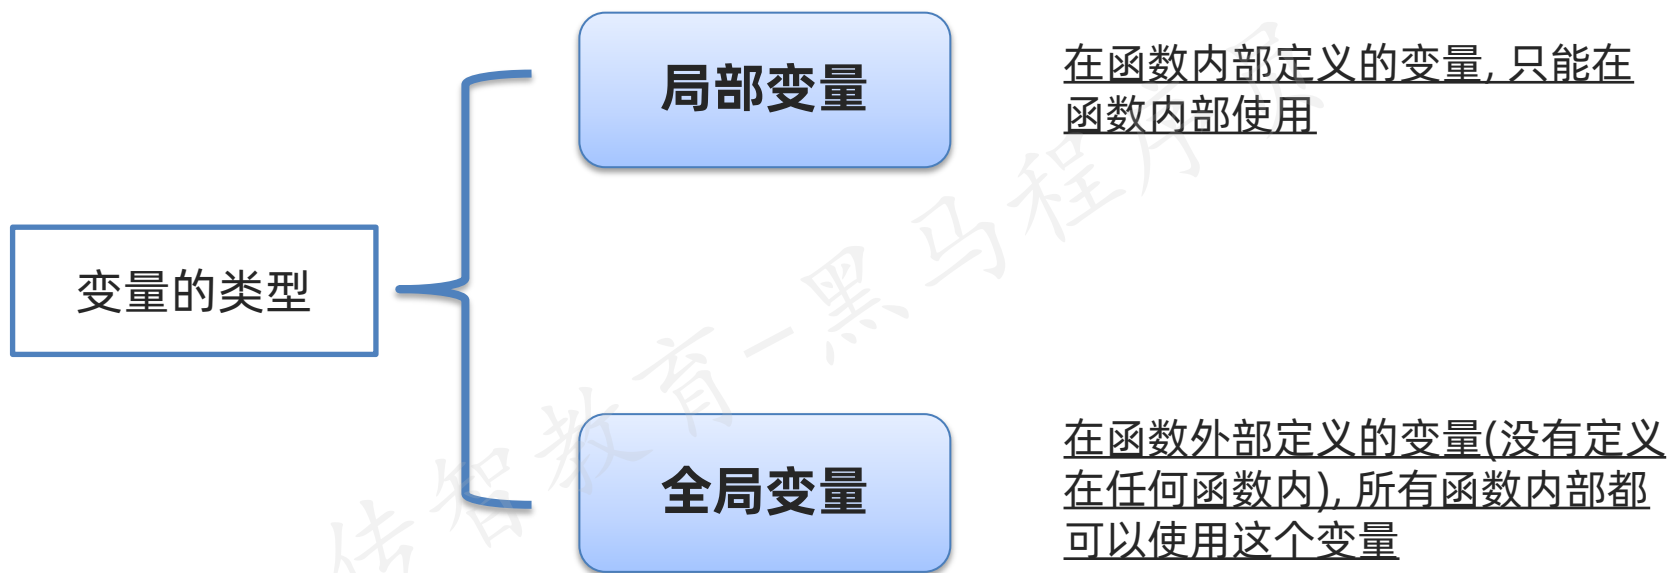 局部变量
在函数内部定义的变量, 只能在
函数内部使用
变量的类型
全局变量
在函数外部定义的变量(没有定义
在任何函数内), 所有函数内部都
可以使用这个变量
传智教育-黑马程序员